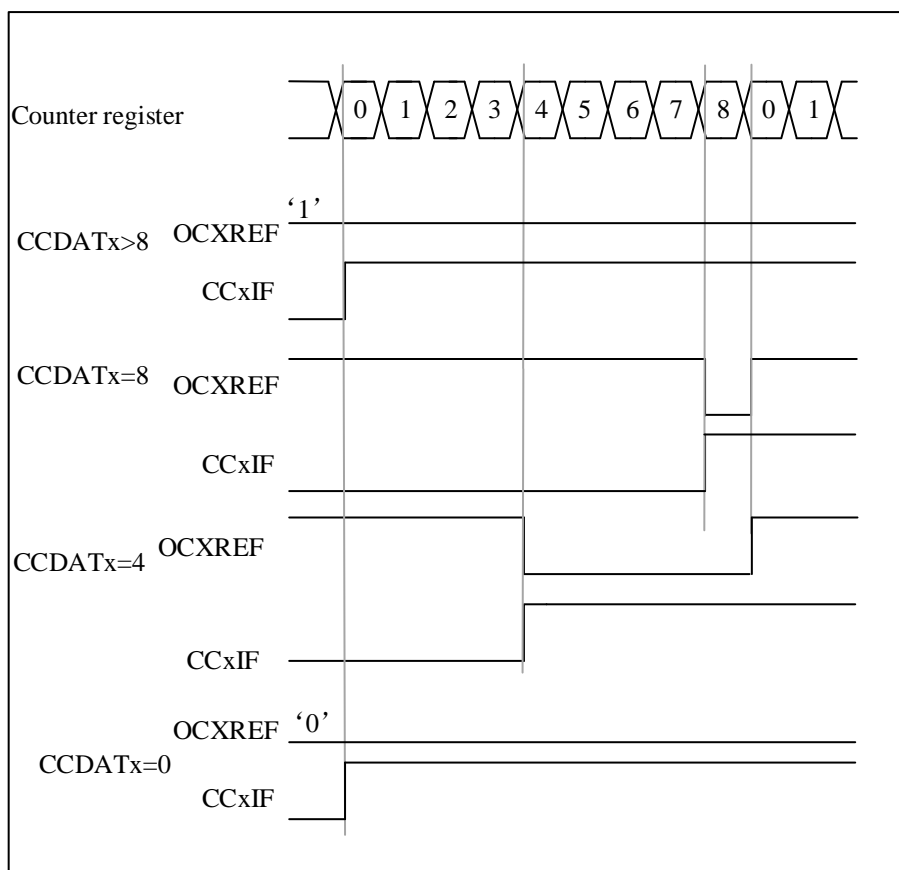 Counter register
0 1 2 3 4 5 6 7 8 0 1
‘1’
CCDATx>8 OCXREF
CCxIF
CCDATx=8 OCXREF
CCxIF
CCDATx=4 OCXREF
CCxIF
OCXREF ‘0’
CCDATx=0
CCxIF